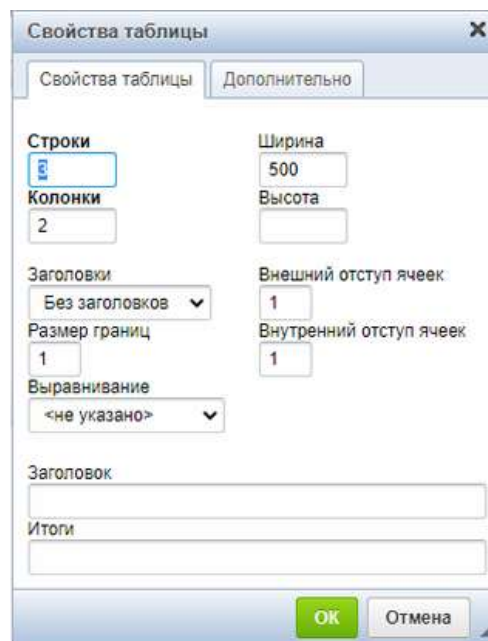 Свойства таблицы
Свойства таблицы Дополнительно
Строки Ширина
3 500
Колонки Высота
2
Заголовки Внешний отступ ячеек
Без заголовков 1
Размер границ Внутренний отступ ячеек
1 1
Выравнивание
<не указано>
Заголовок
Итоги
ОК Отмена